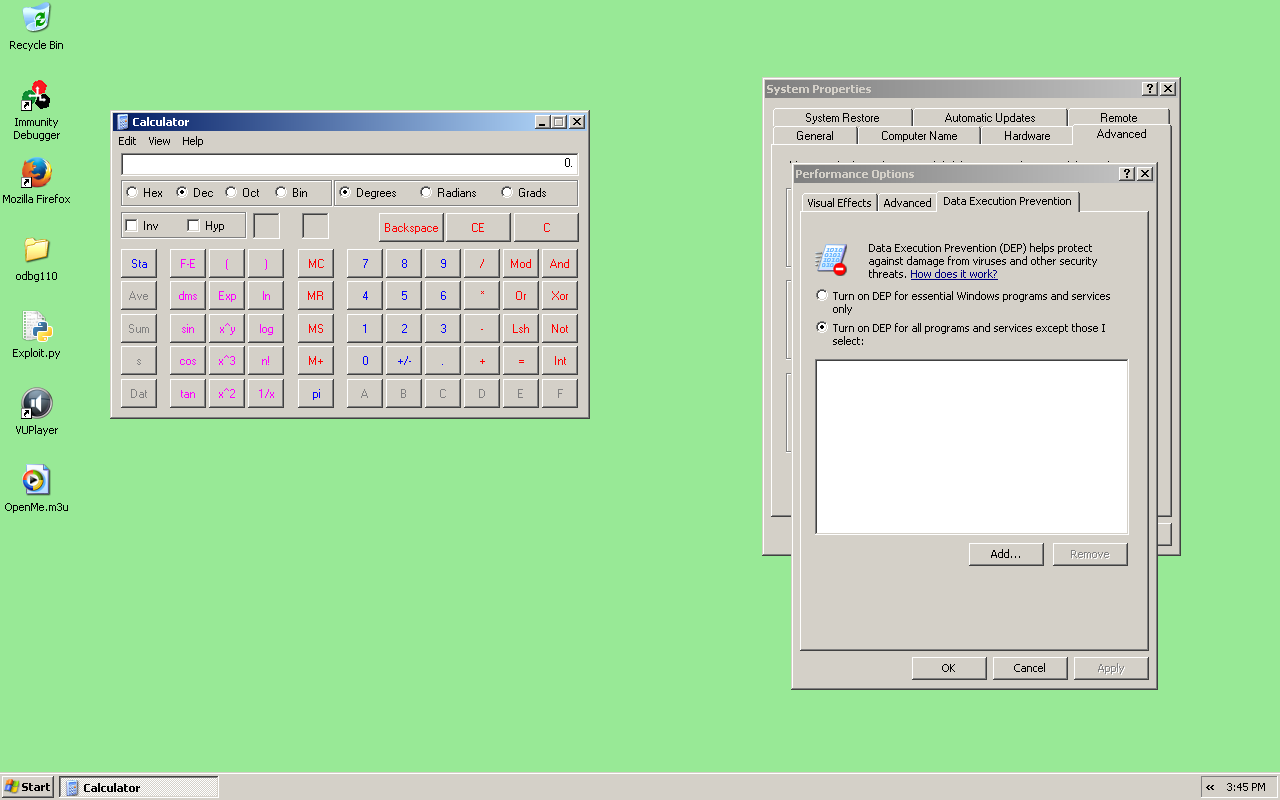 Recycle Bin
Immunity
Debugger
Mozilla Firefox
odbg110
Exploit.py
VUPlayer
OpenMe.m3u
Calculator
Edit View Help
0.
Hex Dec Oct Bin Degrees Radians Grads
Inv Hyp Backspace CE C
Sta F-E ( ) MC 7 8 9 / Mod And
Ave dms Exp ln MR 4 5 6 * Or Xor
Sum sin x^y log MS 1 2 3 - Lsh Not
s cos x^3 n! M+ 0 +/- . + = Int
Dat tan x^2 1/x pi A B C D E F
System Properties
System Restore Automatic Updates Remote
General Computer Name Hardware Advanced
Performance Options
Visual Effects Advanced Data Execution Prevention
Data Execution Prevention (DEP) helps protect
against damage from viruses and other security
threats. How does it work?
Turn on DEP for essential Windows programs and services
only
Turn on DEP for all programs and services except those I
select:
Add... Remove
OK Cancel Apply
Start Calculator « 3:45 PM